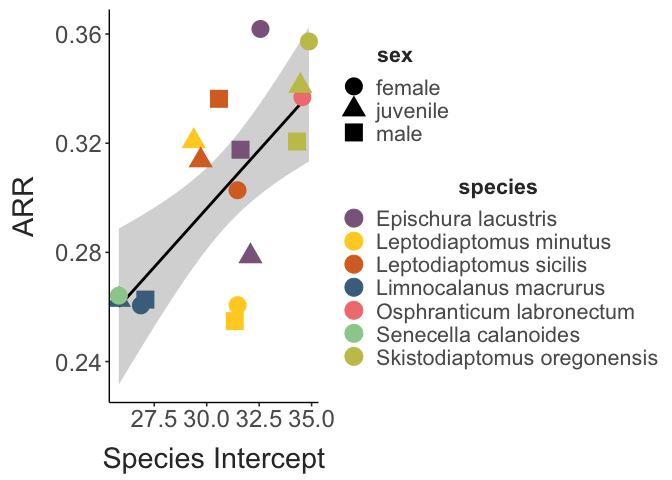 ARR
0.36
0.32
0.28
0.24
27.5 30.0 32.5 35.0
Species Intercept
sex
female
juvenile
male
species
Epischura lacustris
Leptodiaptomus minutus
Leptodiaptomus sicilis
Limnocalanus macrurus
Osphranticum labronectum
Senecella calanoides
Skistodiaptomus oregonensis